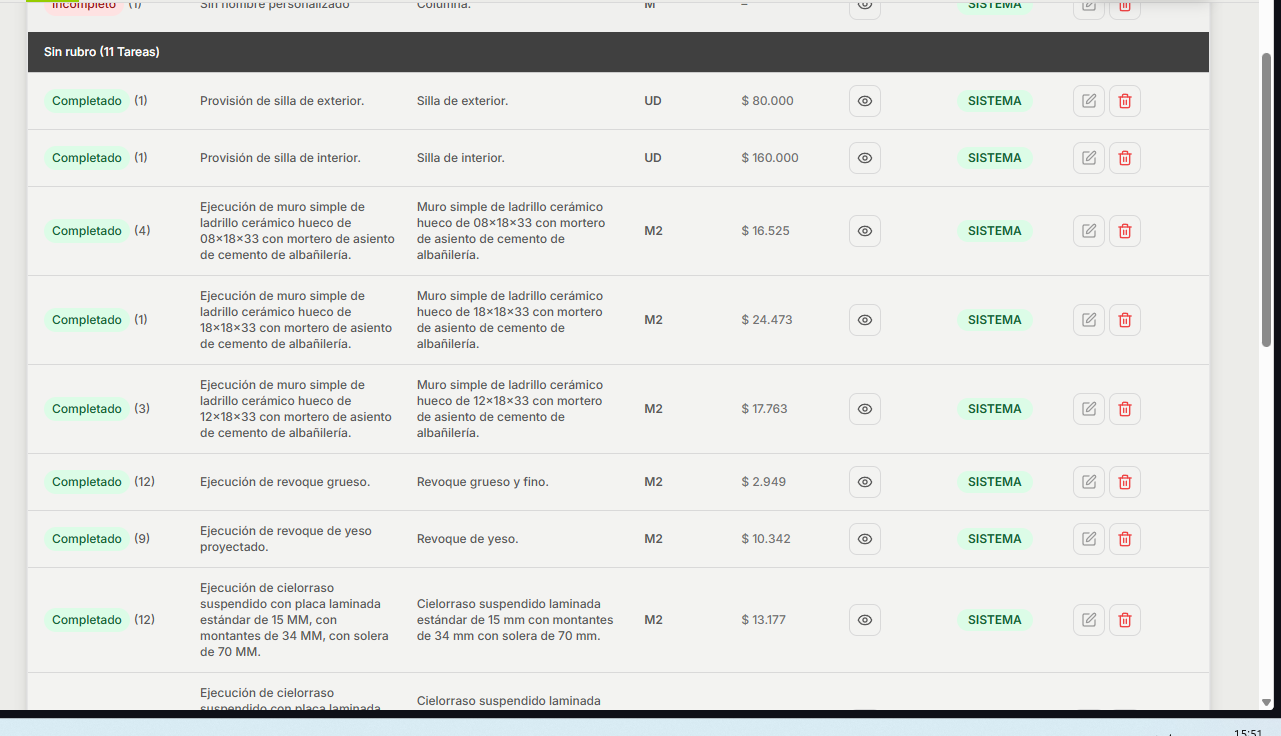 Incompleto (1) Sin nombre personalizado Columna. M – SISTEMA
Sin rubro (11 Tareas)
Completado (1) Provisión de silla de exterior. Silla de exterior. UD $ 80.000 SISTEMA
Completado (1) Provisión de silla de interior. Silla de interior. UD $ 160.000 SISTEMA
Ejecución de muro simple de
ladrillo cerámico hueco de
08×18×33 con mortero de asiento
de cemento de albañilería.
Muro simple de ladrillo cerámico
hueco de 08×18×33 con mortero
de asiento de cemento de
albañilería.
Completado (4) M2 $ 16.525 SISTEMA
Ejecución de muro simple de
ladrillo cerámico hueco de
18×18×33 con mortero de asiento
de cemento de albañilería.
Muro simple de ladrillo cerámico
hueco de 18×18×33 con mortero
de asiento de cemento de
albañilería.
Completado (1) M2 $ 24.473 SISTEMA
Ejecución de muro simple de
ladrillo cerámico hueco de
12×18×33 con mortero de asiento
de cemento de albañilería.
Muro simple de ladrillo cerámico
hueco de 12×18×33 con mortero
de asiento de cemento de
albañilería.
Completado (3) M2 $ 17.763 SISTEMA
Completado (12) Ejecución de revoque grueso. Revoque grueso y fino. M2 $ 2.949 SISTEMA
Ejecución de revoque de yeso
proyectado.
Completado (9) Revoque de yeso. M2 $ 10.342 SISTEMA
Ejecución de cielorraso
suspendido con placa laminada
estándar de 15 MM, con
montantes de 34 MM, con solera
de 70 MM.
Cielorraso suspendido laminada
estándar de 15 mm con montantes
de 34 mm con solera de 70 mm.
Completado (12) M2 $ 13.177 SISTEMA
Ejecución de cielorraso
suspendido con placa laminada
Cielorraso suspendido laminada
15:51